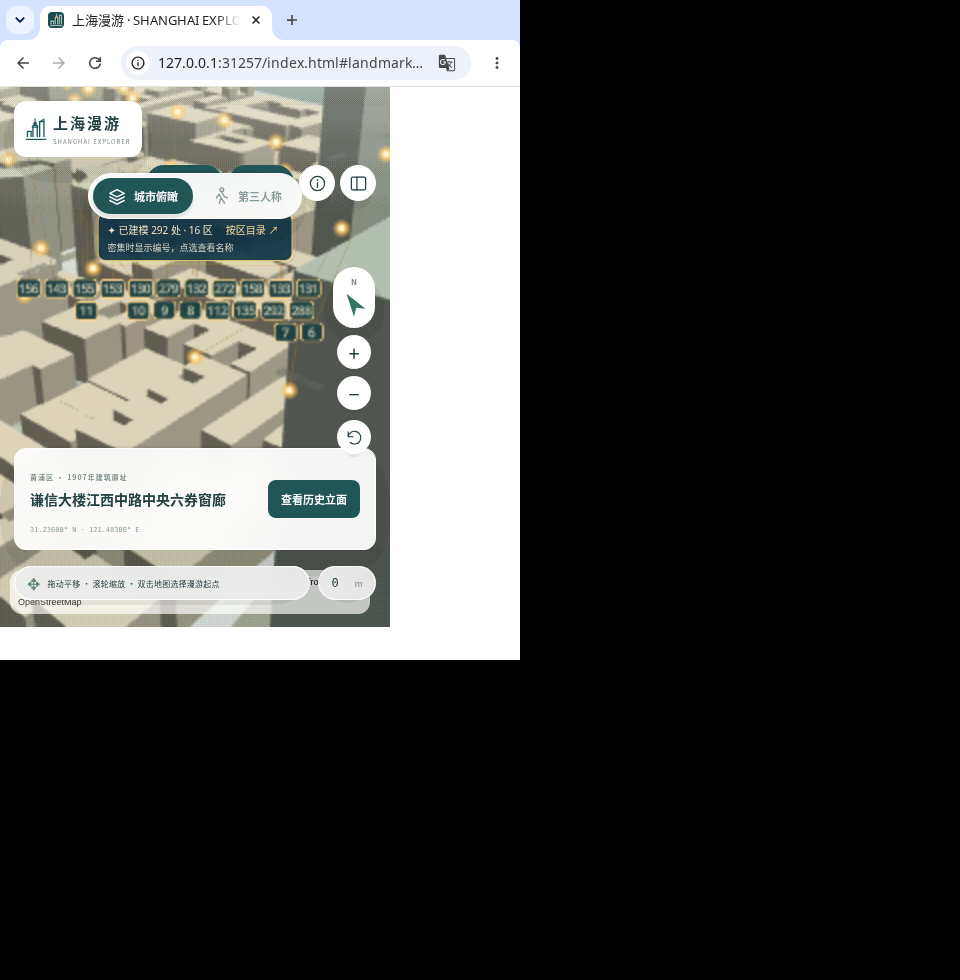 上海漫游 · SHANGHAI EXPLO
127.0.0.1:31257/index.html#landmark...
上海漫游
SHANGHAI EXPLORER
城市俯瞰
第三人称
✦ 已建模 292 处 · 16 区 按区目录 ↗
密集时显示编号，点选查看名称
N
156 143 155 153 130 279 132 272 158 133 131
11 10 9 8 112 135 292 288
7 6
+
−
黄浦区 · 1907年建筑原址
谦信大楼江西中路中央六券窗廊
查看历史立面
31.23600° N · 121.48380° E
拖动平移 · 滚轮缩放 · 双击地图选择漫游起点
0 m
OpenStreetMap